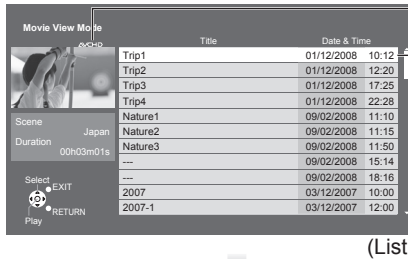 Movie View Mode
AVCHD
Title Date & Time
Trip1 01/12/2008 10:12
Trip2 01/12/2008 12:20
Trip3 01/12/2008 17:25
Trip4 01/12/2008 22:28
Nature1 09/02/2008 11:10
Nature2 09/02/2008 11:15
Nature3 09/02/2008 11:50
--- 09/02/2008 15:14
--- 09/02/2008 18:16
2007 03/12/2007 10:00
2007-1 03/12/2007 12:00
Scene
Japan
Duration
00h03m01s
Select
EXIT
RETURN
Play
(List